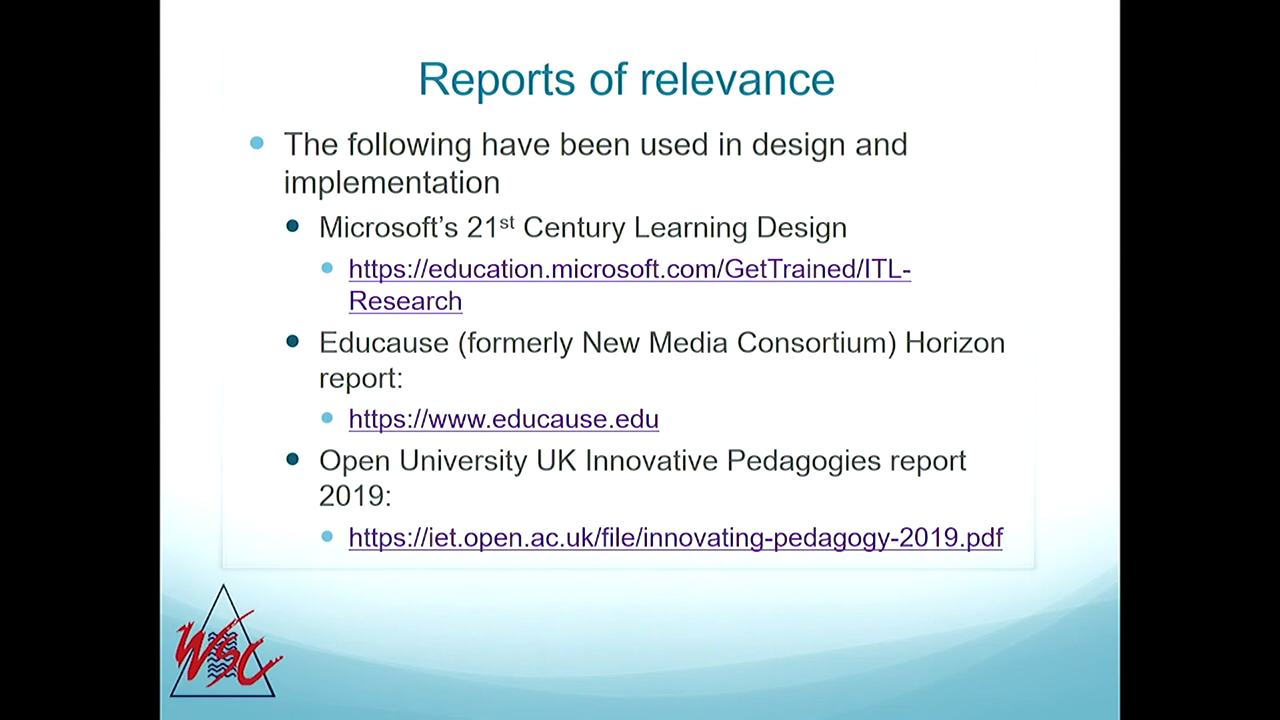 Reports of relevance
The following have been used in design and
implementation
Microsoft’s 21st Century Learning Design
https://education.microsoft.com/GetTrained/ITL-
Research
Educause (formerly New Media Consortium) Horizon
report:
https://www.educause.edu
Open University UK Innovative Pedagogies report
2019:
https://iet.open.ac.uk/file/innovating-pedagogy-2019.pdf
WSC